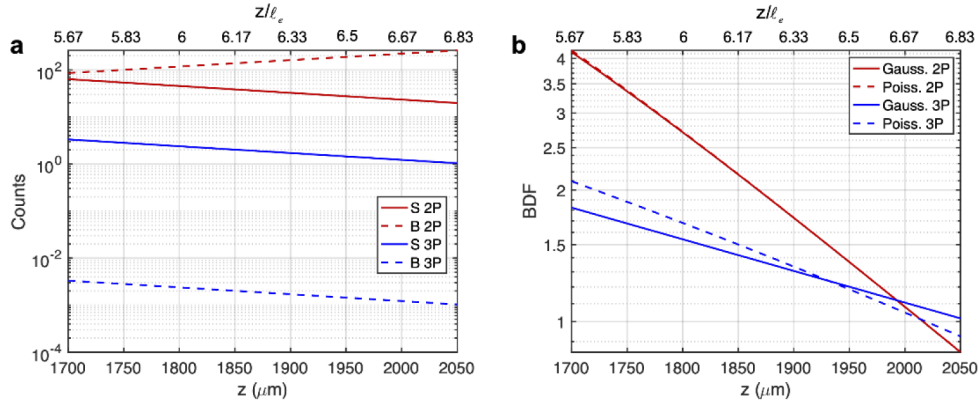 a
z/ℓe
5.67 5.83 6 6.17 6.33 6.5 6.67 6.83
10^2
10^0
10^-2
10^-4
Counts
S 2P
B 2P
S 3P
B 3P
1700 1750 1800 1850 1900 1950 2000 2050
z (μm)
b
z/ℓe
5.67 5.83 6 6.17 6.33 6.5 6.67 6.83
4
3.5
3
2.5
2
1.5
1
BDF
Gauss. 2P
Poiss. 2P
Gauss. 3P
Poiss. 3P
1700 1750 1800 1850 1900 1950 2000 2050
z (μm)